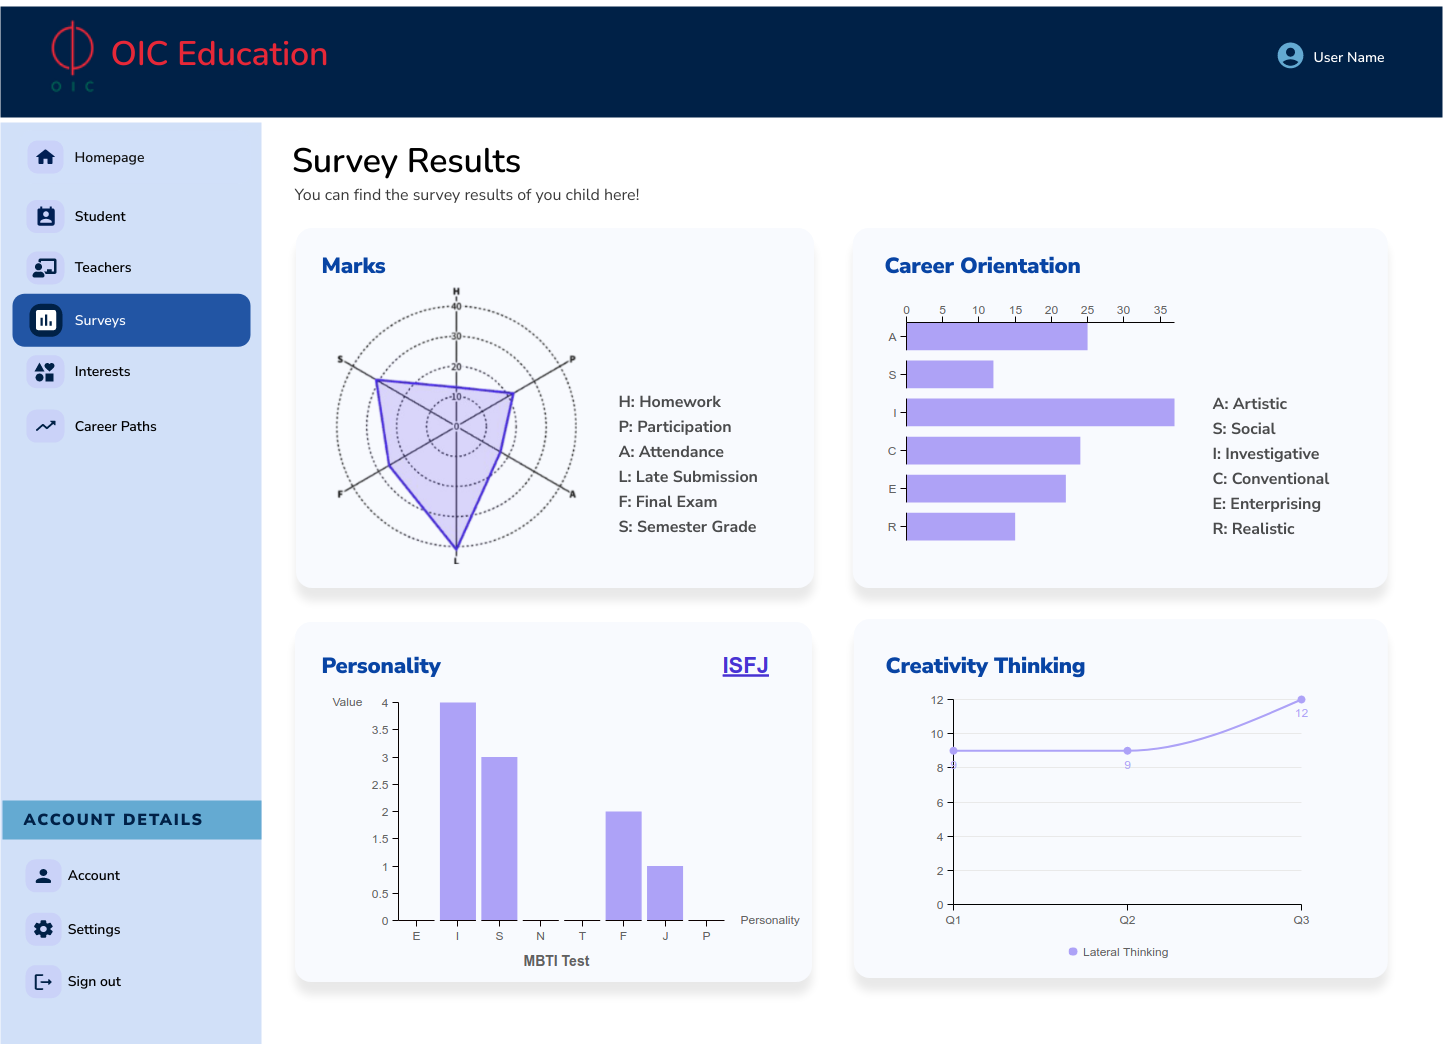 OIC Education
O I C
User Name
Homepage
Student
Teachers
Surveys
Interests
Career Paths
ACCOUNT DETAILS
Account
Settings
Sign out
Survey Results
You can find the survey results of you child here!
Marks
H
40
30
20
10
0
S
P
F
A
L
H: Homework
P: Participation
A: Attendance
L: Late Submission
F: Final Exam
S: Semester Grade
Career Orientation
0 5 10 15 20 25 30 35
A
S
I
C
E
R
A: Artistic
S: Social
I: Investigative
C: Conventional
E: Enterprising
R: Realistic
Personality
ISFJ
Value
4
3.5
3
2.5
2
1.5
1
0.5
0
E I S N T F J P
Personality
MBTI Test
Creativity Thinking
12
10
8
6
4
2
0
9
9
12
Q1 Q2 Q3
Lateral Thinking